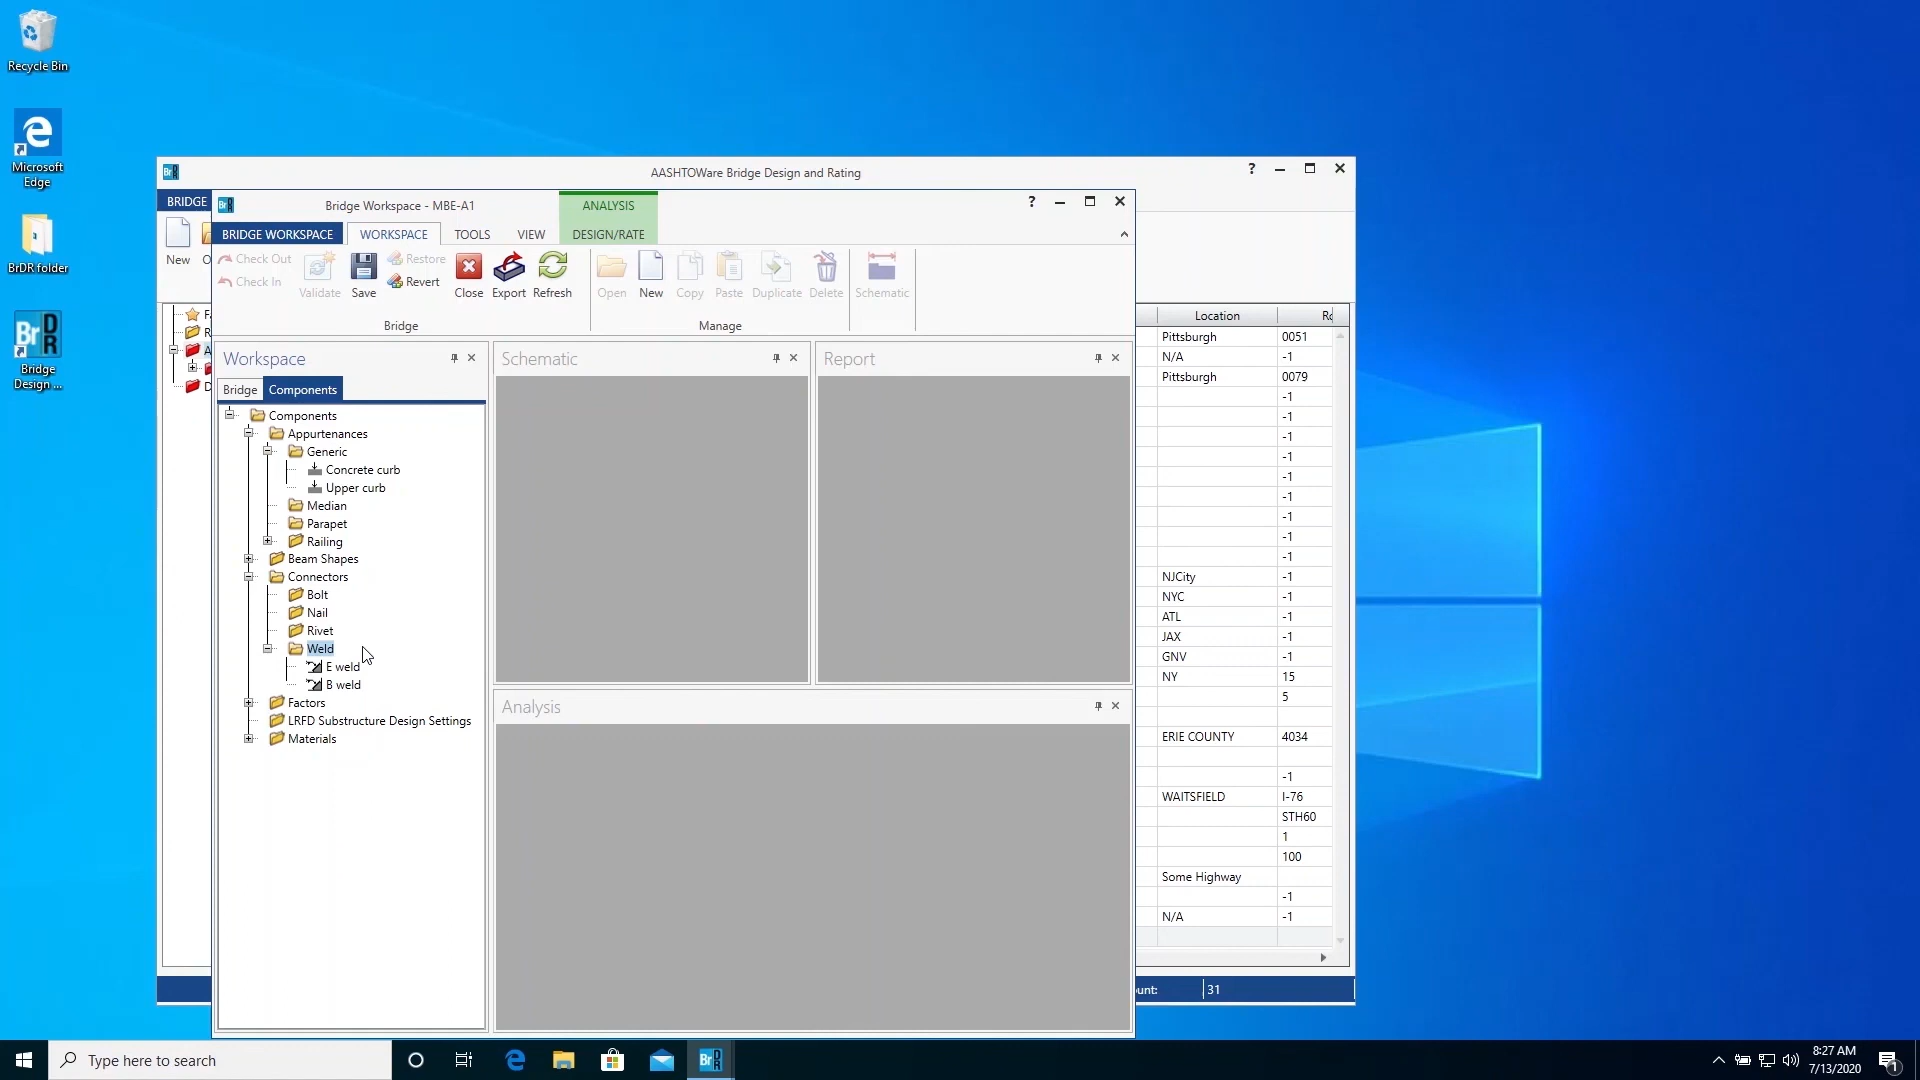 Recycle Bin
Microsoft
Edge
BrDR folder
Bridge
Design ...
AASHTOWare Bridge Design and Rating
BRIDGE
New
Bridge Workspace - MBE-A1
ANALYSIS
BRIDGE WORKSPACE
WORKSPACE
TOOLS
VIEW
DESIGN/RATE
Check Out
Check In
Validate
Save
Restore
Revert
Close
Export
Refresh
Open
New
Copy
Paste
Duplicate
Delete
Schematic
Bridge
Manage
Workspace
Bridge
Components
Components
Appurtenances
Generic
Concrete curb
Upper curb
Median
Parapet
Railing
Beam Shapes
Connectors
Bolt
Nail
Rivet
Weld
E weld
B weld
Factors
LRFD Substructure Design Settings
Materials
Schematic
Report
Analysis
Location
Pittsburgh 0051
N/A -1
Pittsburgh 0079
-1
-1
-1
-1
-1
-1
-1
-1
-1
NJCity -1
NYC -1
ATL -1
JAX -1
GNV -1
NY 15
5
ERIE COUNTY 4034
-1
WAITSFIELD I-76
STH60
1
100
Some Highway
-1
N/A -1
31
Type here to search
8:27 AM
7/13/2020
1